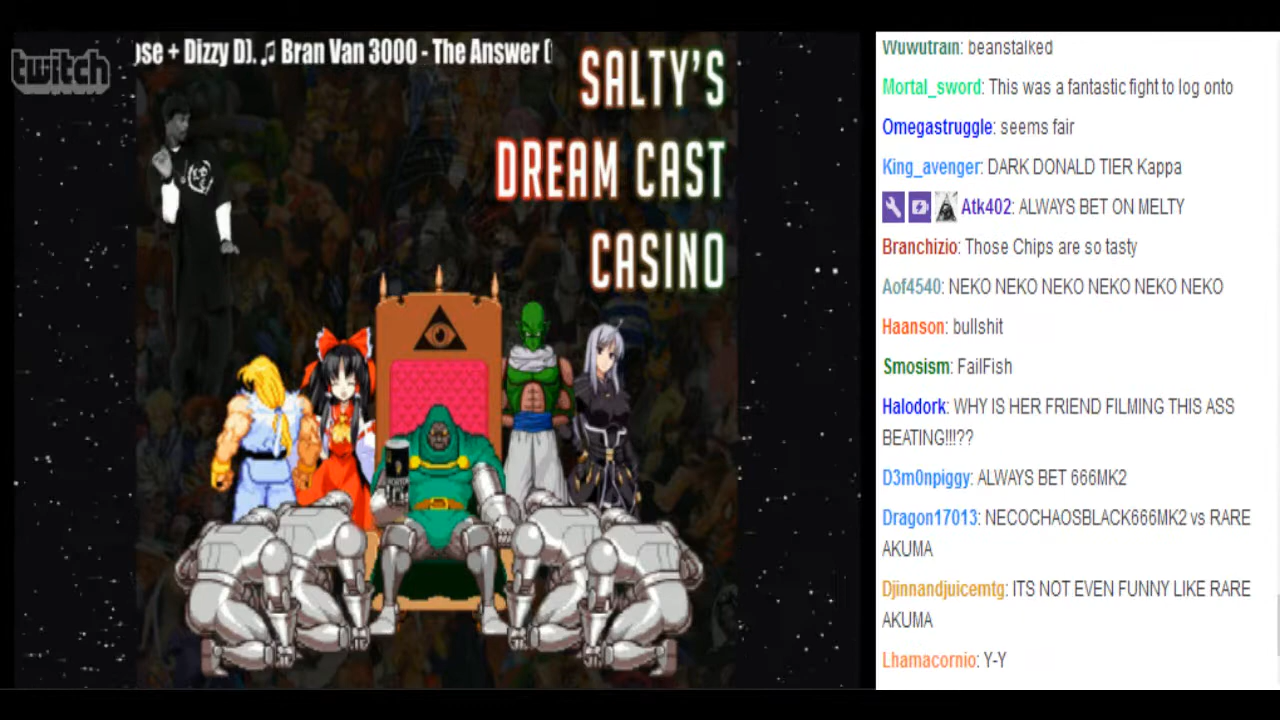 twitch
ose + Dizzy D). ♫ Bran Van 3000 - The Answer (
SALTY'S
DREAM CAST
CASINO
Wuwutrain: beanstalked
Mortal_sword: This was a fantastic fight to log onto
Omegastruggle: seems fair
King_avenger: DARK DONALD TIER Kappa
Atk402: ALWAYS BET ON MELTY
Branchizio: Those Chips are so tasty
Aof4540: NEKO NEKO NEKO NEKO NEKO NEKO
Haanson: bullshit
Smosism: FailFish
Halodork: WHY IS HER FRIEND FILMING THIS ASS
BEATING!!!??
D3m0npiggy: ALWAYS BET 666MK2
Dragon17013: NECOCHAOSBLACK666MK2 vs RARE
AKUMA
Djinnandjuicemtg: ITS NOT EVEN FUNNY LIKE RARE
AKUMA
Lhamacornio: Y-Y